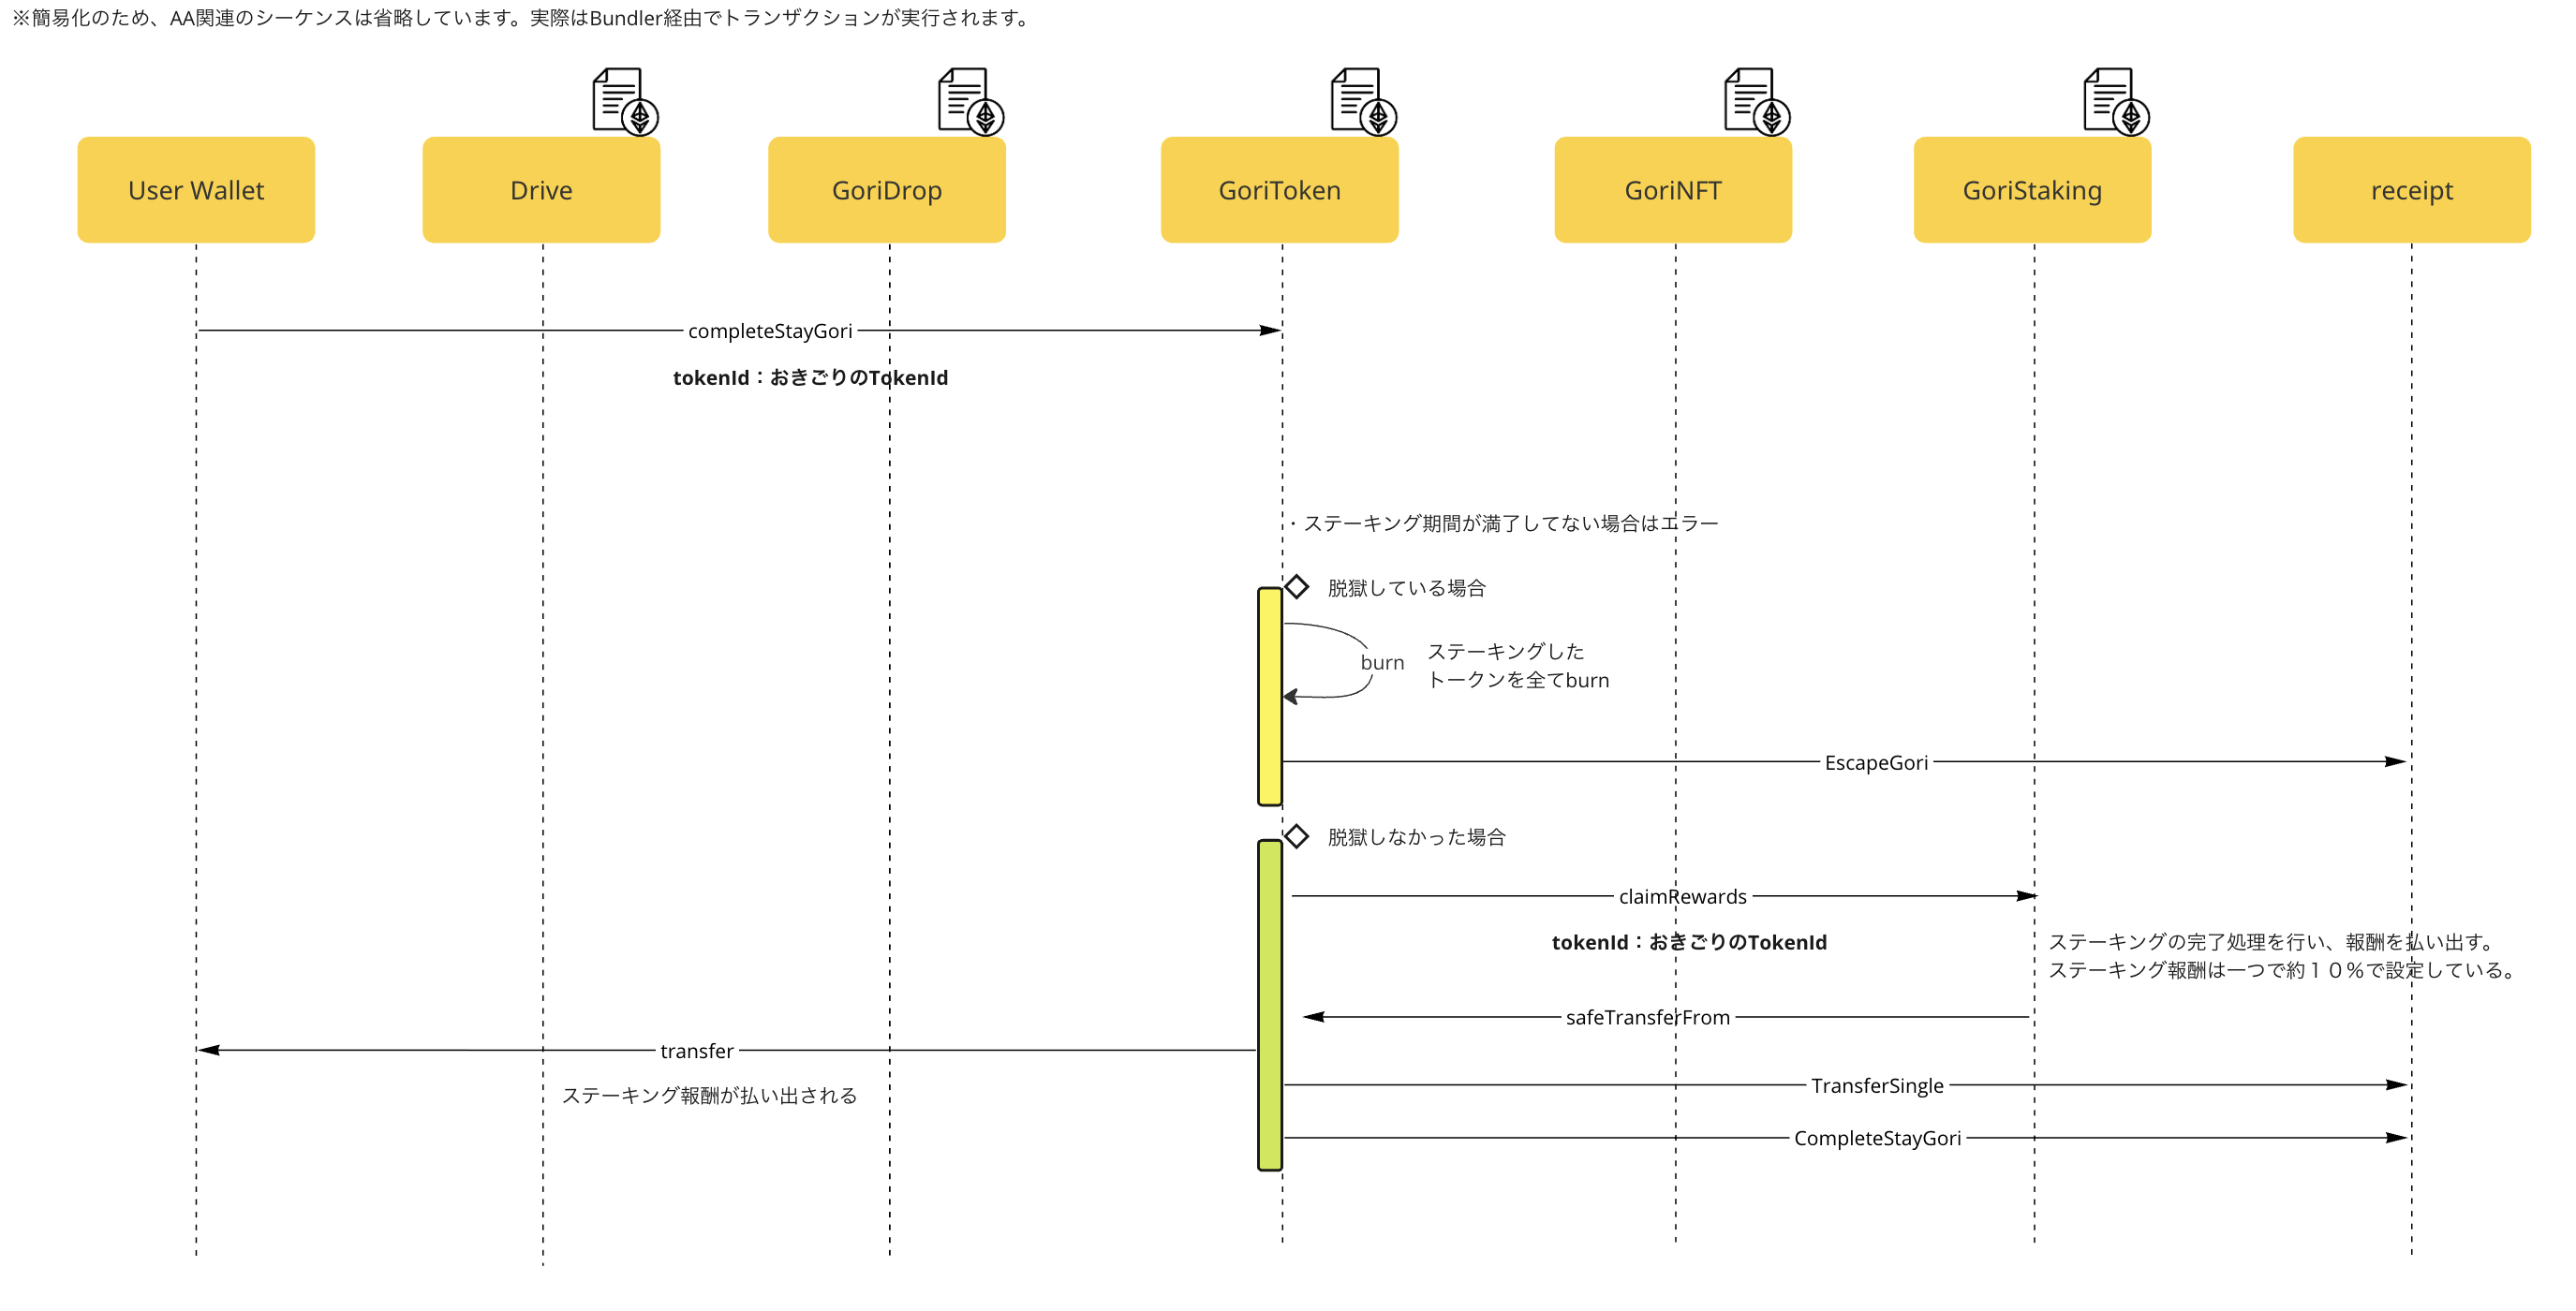 ※簡易化のため、AA関連のシーケンスは省略しています。実際はBundler経由でトランザクションが実行されます。
User Wallet
Drive
GoriDrop
GoriToken
GoriNFT
GoriStaking
receipt
completeStayGori
tokenId：おきごりのTokenId
・ステーキング期間が満了してない場合はエラー
脱獄している場合
burn
ステーキングした
トークンを全てburn
EscapeGori
脱獄しなかった場合
claimRewards
tokenId：おきごりのTokenId
ステーキングの完了処理を行い、報酬を払い出す。
ステーキング報酬は一つで約１０％で設定している。
safeTransferFrom
transfer
ステーキング報酬が払い出される
TransferSingle
CompleteStayGori